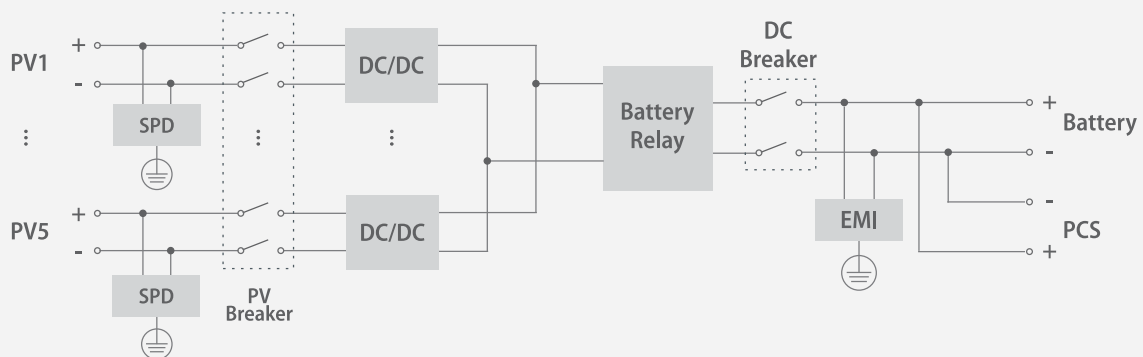 PV1
+
-
SPD
DC/DC
PV5
+
-
SPD
DC/DC
PV
Breaker
Battery
Relay
DC
Breaker
EMI
+
Battery
-
-
PCS
+